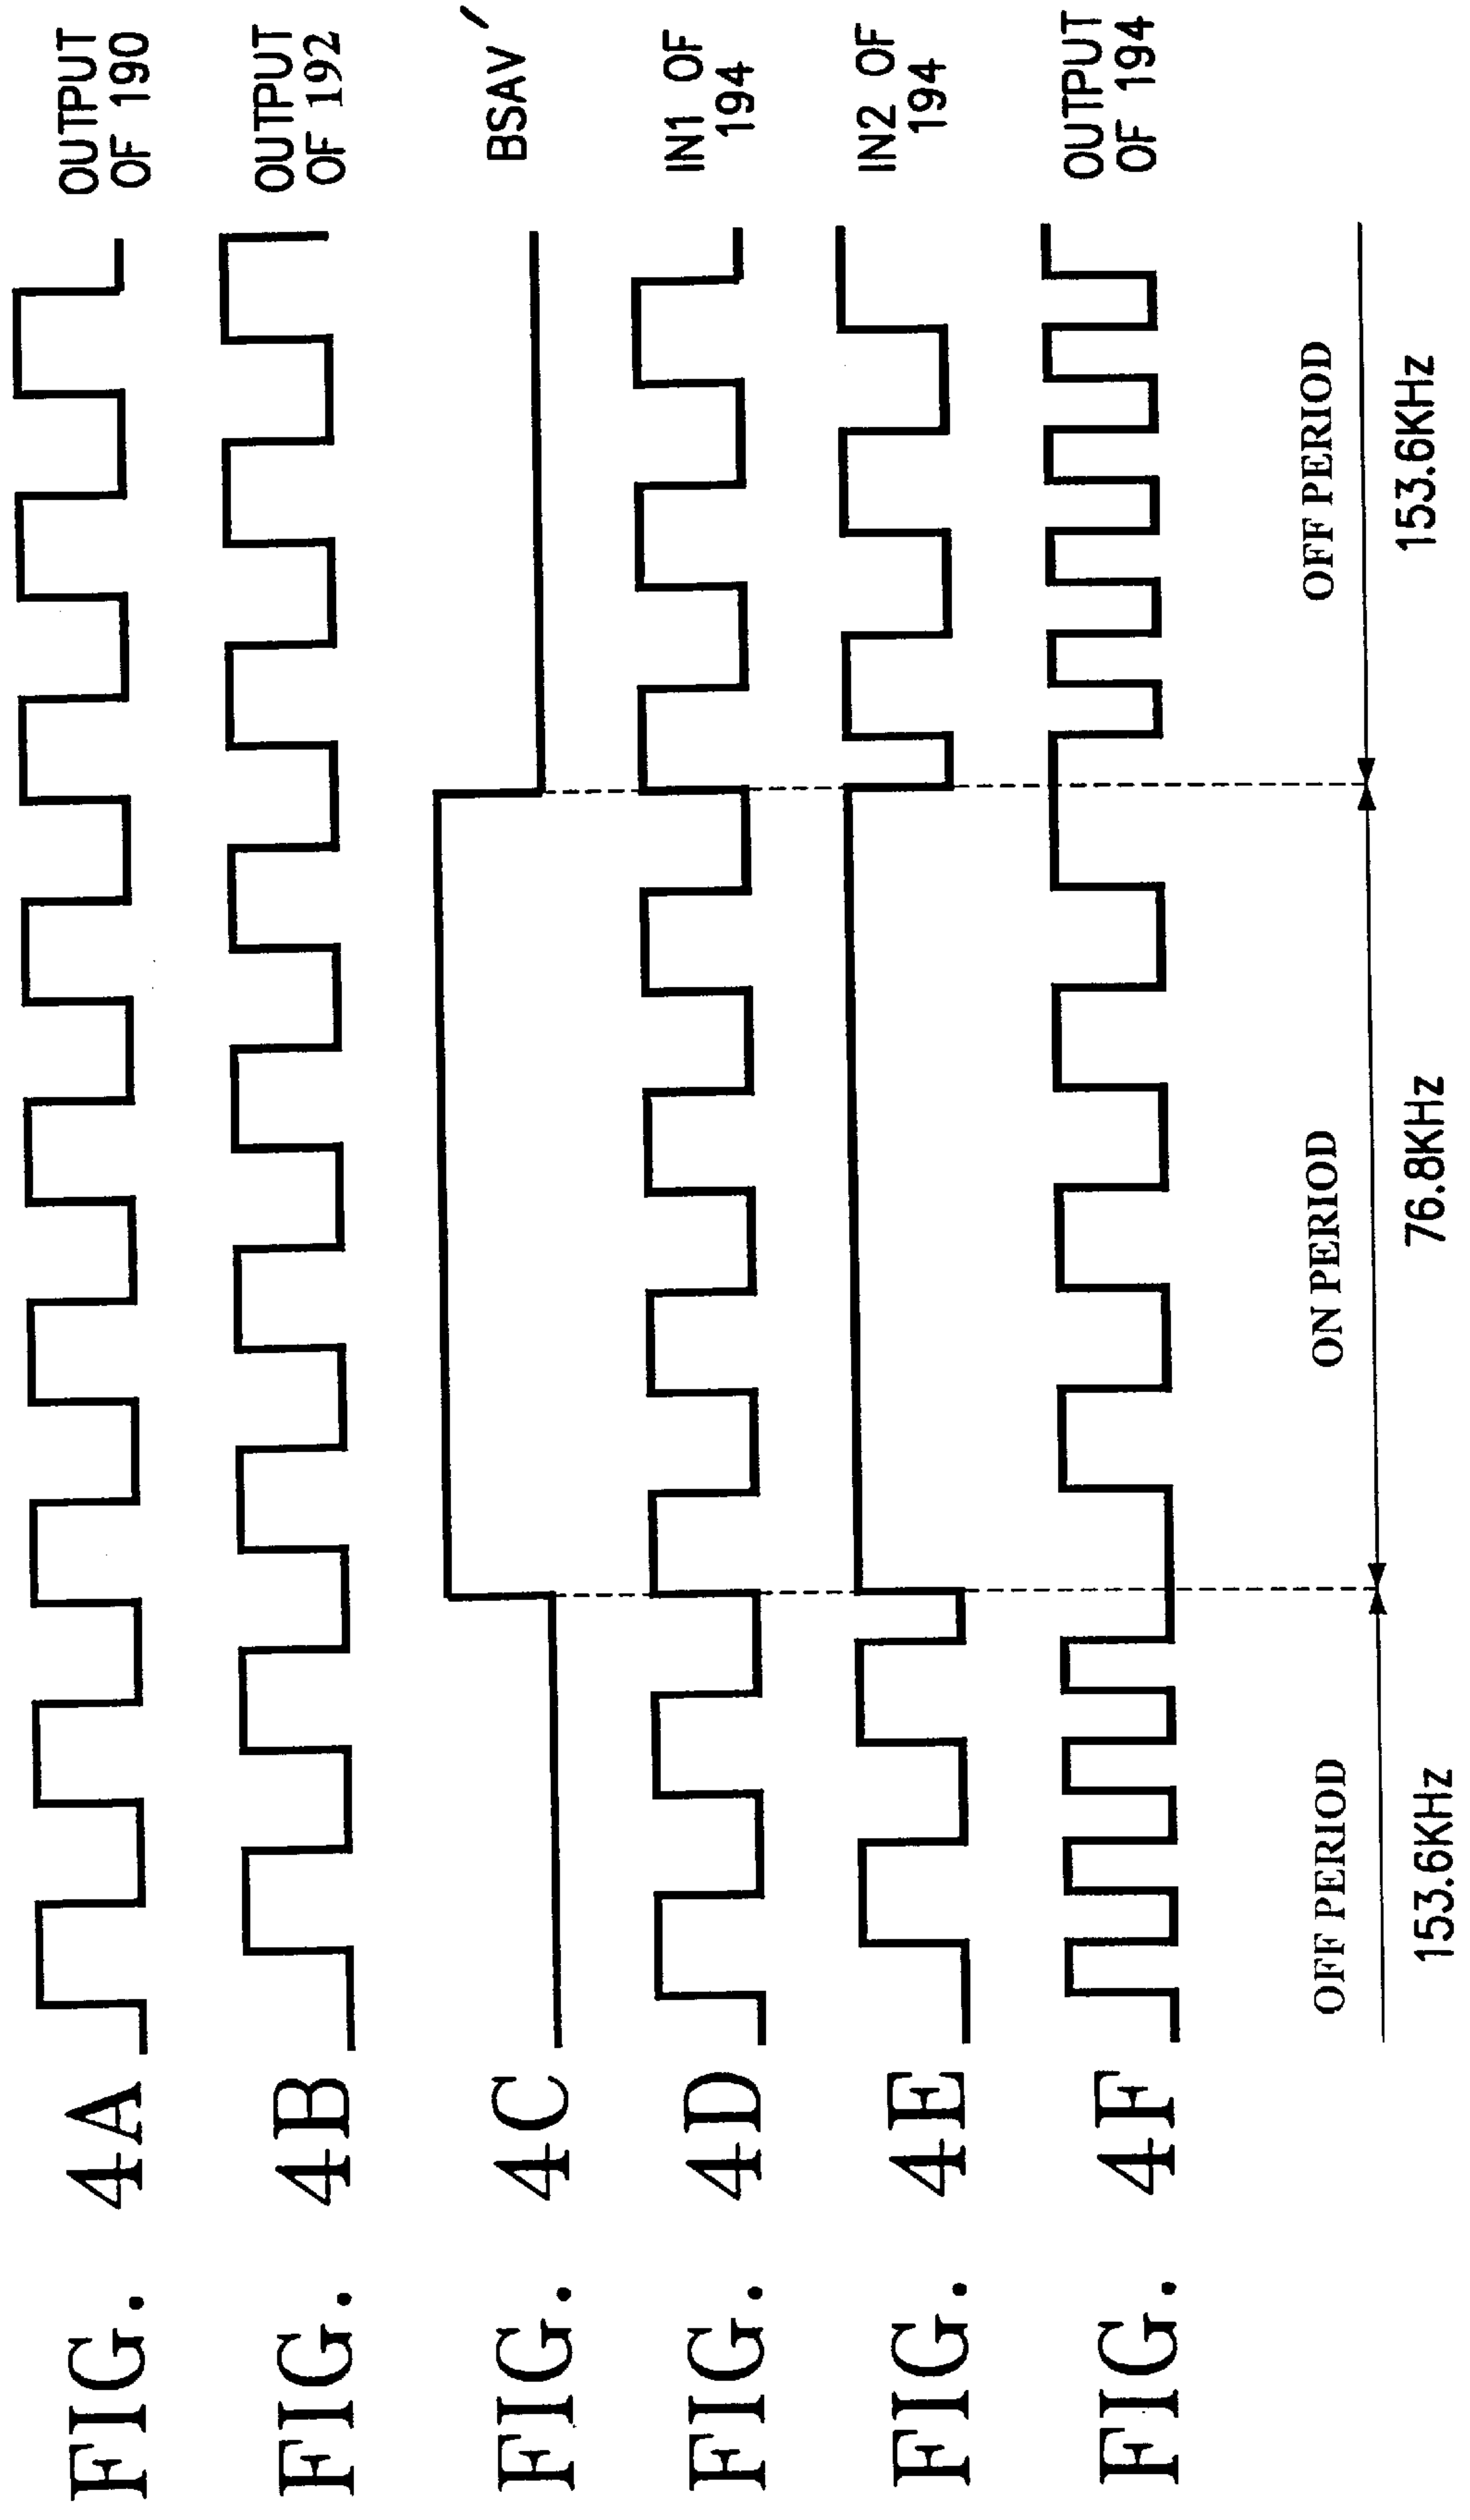 FIG. 4A
OUTPUT
OF 190
FIG. 4B
OUTPUT
OF 192
FIG. 4C
BSAV′
FIG. 4D
IN1 OF
194
FIG. 4E
IN2 OF
194
FIG. 4F
OUTPUT
OF 194
OFF PERIOD
ON PERIOD
OFF PERIOD
153.6KHz
76.8KHz
153.6KHz